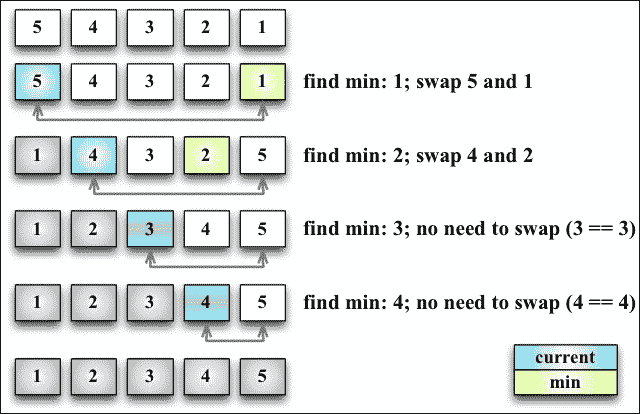 5 4 3 2 1
5 4 3 2 1 find min: 1; swap 5 and 1
1 4 3 2 5 find min: 2; swap 4 and 2
1 2 3 4 5 find min: 3; no need to swap (3 == 3)
1 2 3 4 5 find min: 4; no need to swap (4 == 4)
1 2 3 4 5
current
min